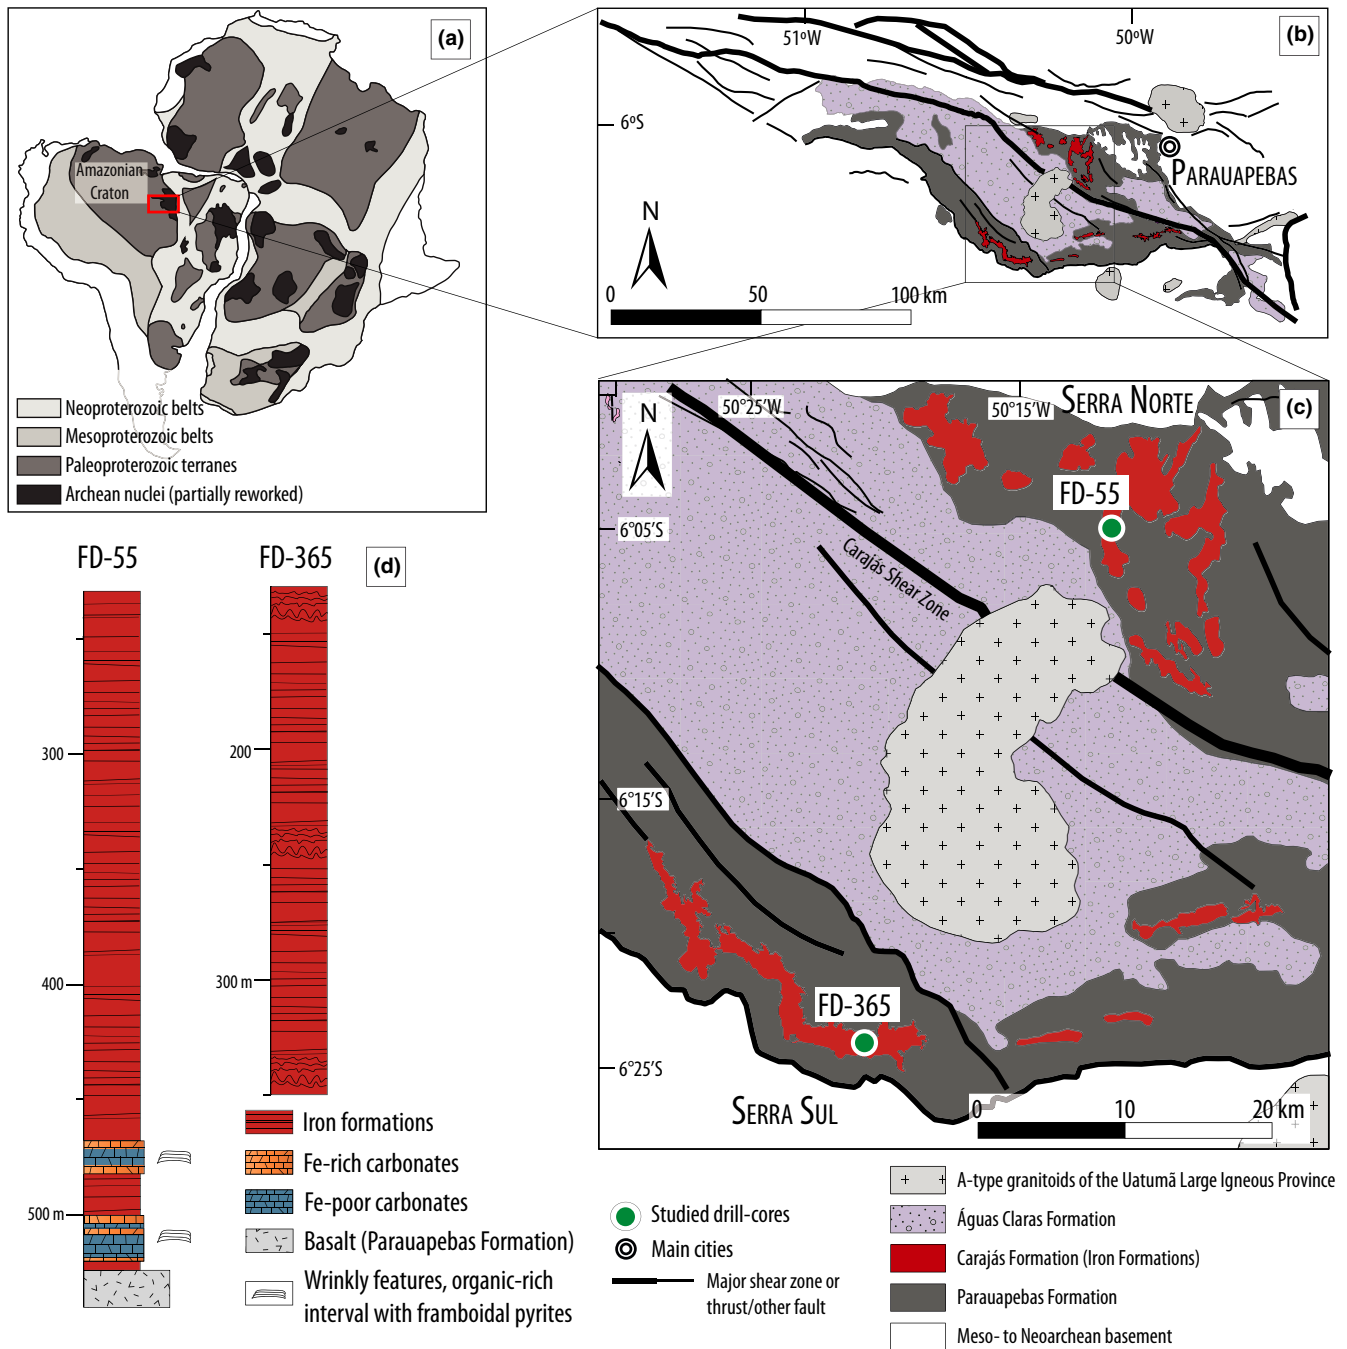 (a)
Amazonian
Craton
Neoproterozoic belts
Mesoproterozoic belts
Paleoproterozoic terranes
Archean nuclei (partially reworked)
(b)
51ºW
50ºW
6ºS
PARAUAPEBAS
N
0
50
100 km
(c)
SERRA NORTE
N
50°25'W
50°15'W
FD-55
6°05'S
Carajás Shear Zone
6°15'S
FD-365
6°25'S
SERRA SUL
0
10
20 km
(d)
FD-55
FD-365
300
400
500 m
200
300 m
Iron formations
Fe-rich carbonates
Fe-poor carbonates
Basalt (Parauapebas Formation)
Wrinkly features, organic-rich
interval with framboidal pyrites
Studied drill-cores
Main cities
Major shear zone or
thrust/other fault
A-type granitoids of the Uatumã Large Igneous Province
Águas Claras Formation
Carajás Formation (Iron Formations)
Parauapebas Formation
Meso- to Neoarchean basement